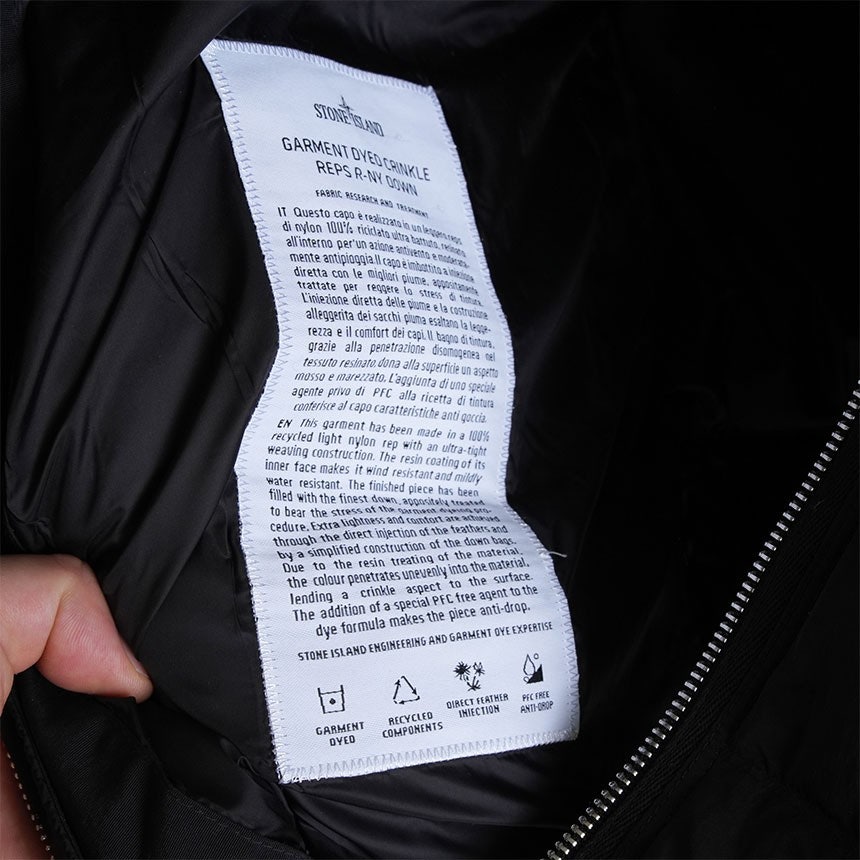 STONE ISLAND
GARMENT DYED CRINKLE
REPS R-NY DOWN
FABRIC RESEARCH AND TREATMENT
IT Questo capo è realizzato in un leggero reps
di nylon 100% riciclato ultra battuto, resinato
all'interno per un'azione antivento e moderata-
mente antipioggia. Il capo è imbottito a iniezione
diretta con le migliori piume, appositamente
trattate per reggere lo stress di tintura.
L'iniezione diretta delle piume e la costruzione
alleggerita dei sacchi piuma esaltano la legge-
rezza e il comfort dei capi. Il bagno di tintura,
grazie alla penetrazione disomogenea nel
tessuto resinato, dona alla superficie un aspetto
mosso e marezzato. L'aggiunta di uno speciale
agente privo di PFC alla ricetta di tintura
conferisce al capo caratteristiche anti goccia.
EN This garment has been made in a 100%
recycled light nylon rep with an ultra-tight
weaving construction. The resin coating of its
inner face makes it wind resistant and mildly
water resistant. The finished piece has been
filled with the finest down, appositely treated
to bear the stress of the garment dyeing pro-
cedure. Extra lightness and comfort are achieved
through the direct injection of the feathers and
by a simplified construction of the down bags.
Due to the resin treating of the material,
the colour penetrates unevenly into the material,
lending a crinkle aspect to the surface.
The addition of a special PFC free agent to the
dye formula makes the piece anti-drop.
STONE ISLAND ENGINEERING AND GARMENT DYE EXPERTISE
GARMENT
DYED
RECYCLED
COMPONENTS
DIRECT FEATHER
INJECTION
PFC FREE
ANTI-DROP